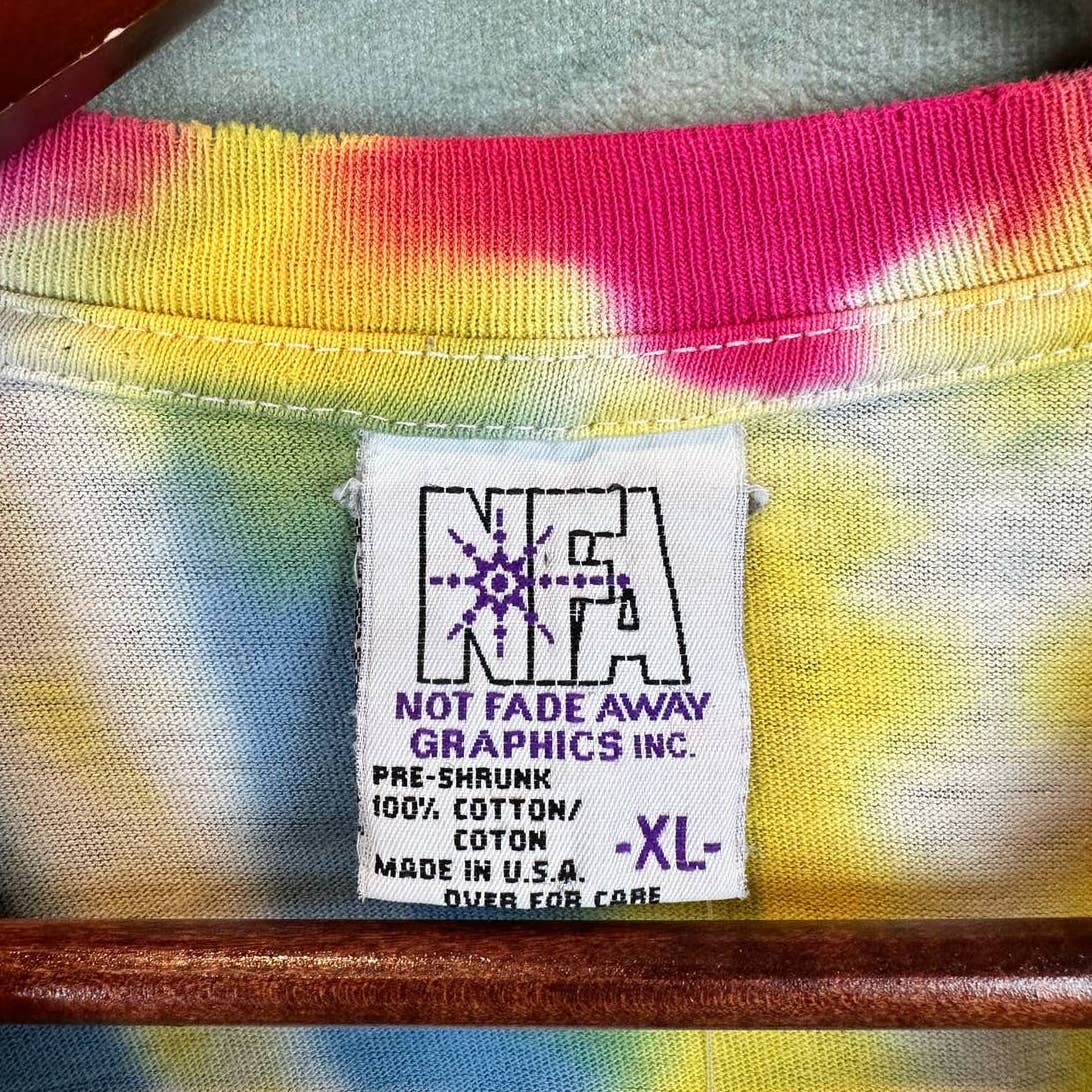 NFA
NOT FADE AWAY
GRAPHICS INC.
PRE-SHRUNK
100% COTTON/
COTON
-XL-
MADE IN U.S.A.
OVER FOR CARE